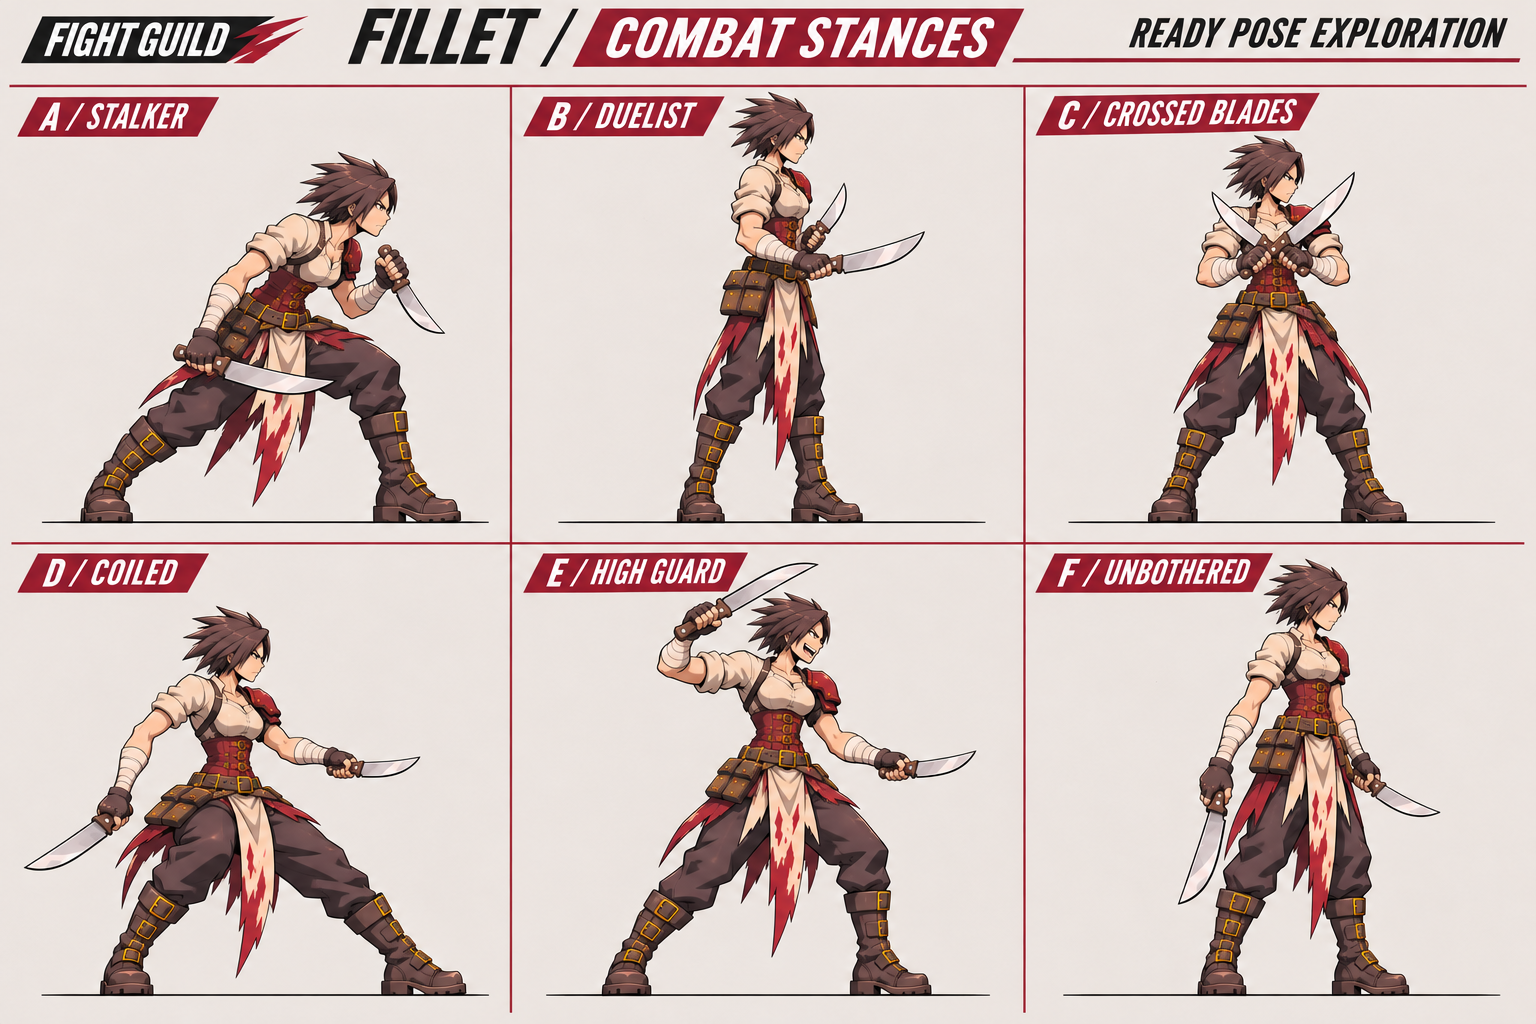 FIGHT GUILD
FILLET / COMBAT STANCES
READY POSE EXPLORATION
A / STALKER
B / DUELIST
C / CROSSED BLADES
D / COILED
E / HIGH GUARD
F / UNBOTHERED